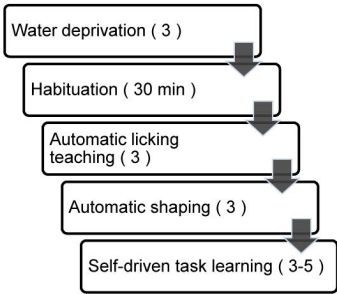 Water deprivation ( 3 )
Habituation ( 30 min )
Automatic licking
teaching ( 3 )
Automatic shaping ( 3 )
Self-driven task learning ( 3-5 )